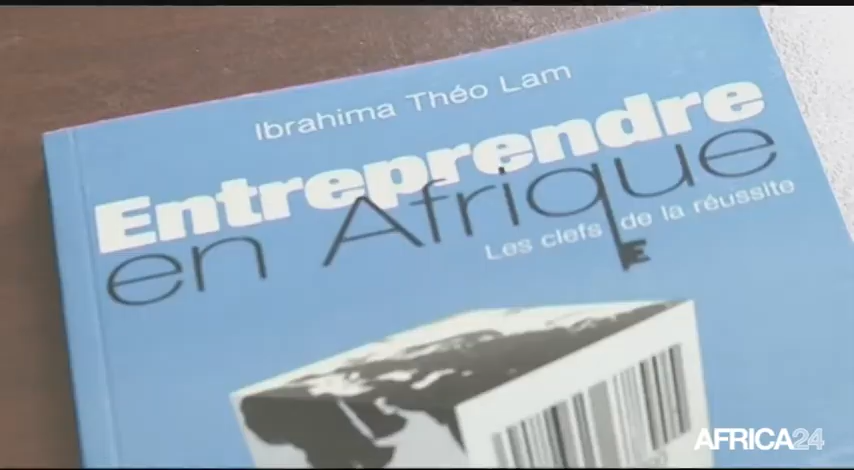 Ibrahima Théo Lam
Entreprendre
en Afrique
Les clefs de la réussite
AFRICA24